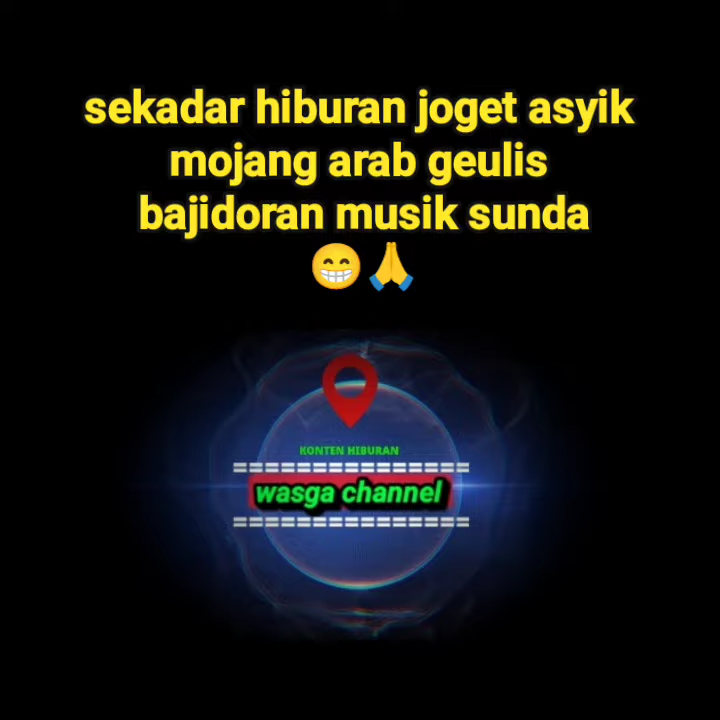 sekadar hiburan joget asyik
mojang arab geulis
bajidoran musik sunda
😁🙏
KONTEN HIBURAN
wasga channel